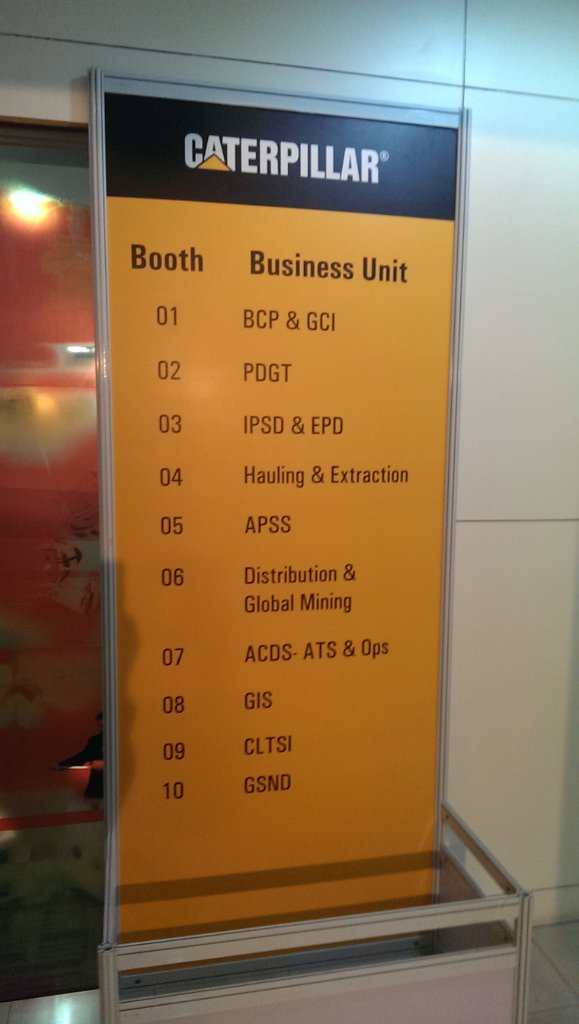 CATERPILLAR®
Booth Business Unit
01 BCP & GCI
02 PDGT
03 IPSD & EPD
04 Hauling & Extraction
05 APSS
06 Distribution &
Global Mining
07 ACDS- ATS & Ops
08 GIS
09 CLTSI
10 GSND